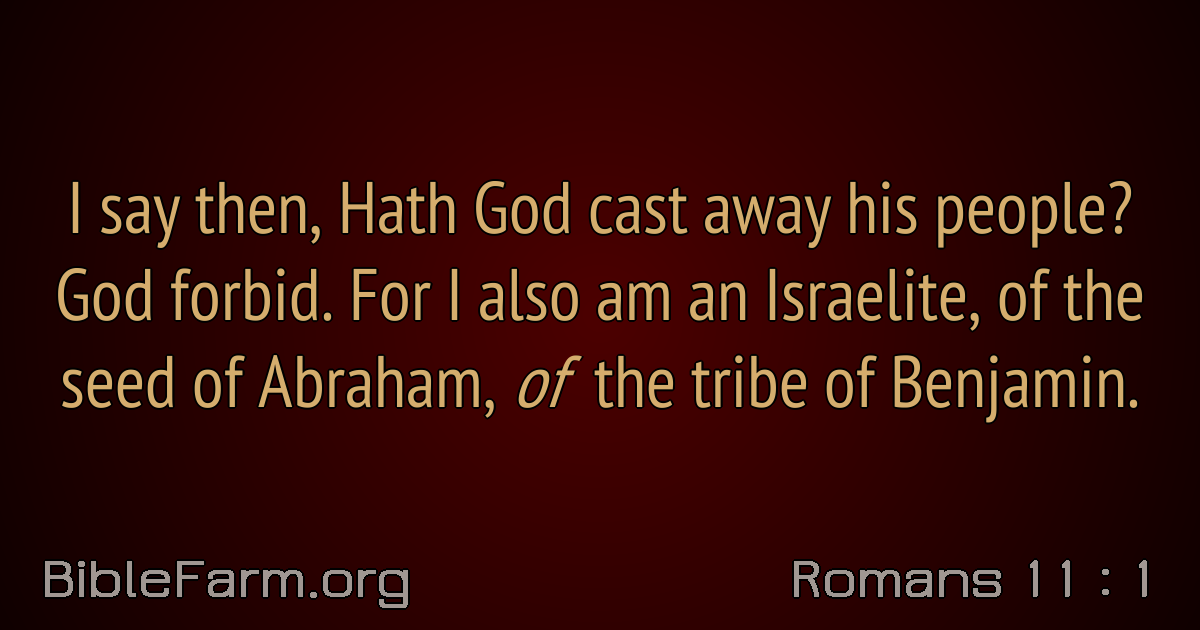 I say then, Hath God cast away his people?
God forbid. For I also am an Israelite, of the
seed of Abraham, of the tribe of Benjamin.
BibleFarm.org
Romans 11 : 1